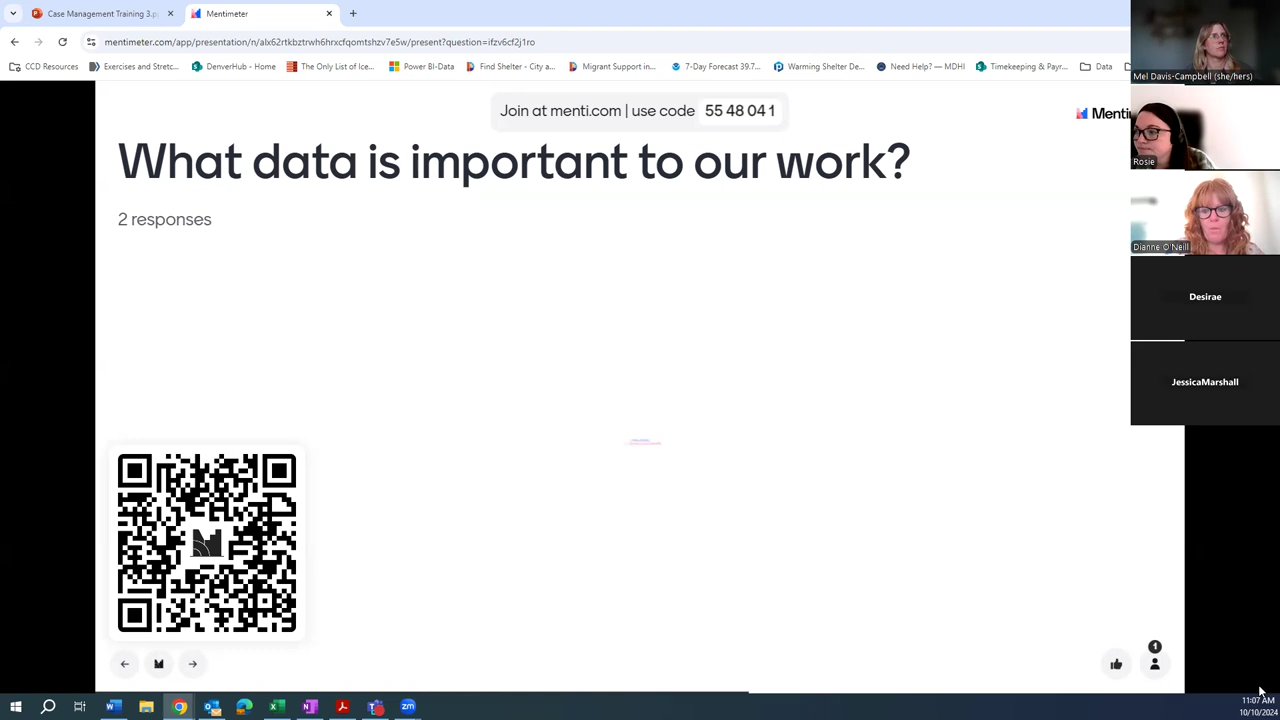 Case Management Training 3.p
Mentimeter
mentimeter.com/app/presentation/n/alx62rtkbztrwh6hrxcfqomtshzv7e5w/present?question=ifzv6cf2j1ro
CCD Resources
Exercises and Stretc...
DenverHub - Home
The Only List of Ice...
Power BI-Data
Find Shelter - City a...
Migrant Support in...
7-Day Forecast 39.7...
Warming Shelter De...
Need Help? — MDHI
Timekeeping & Payr...
Data
Join at menti.com | use code 55 48 04 1
Menti
What data is important to our work?
2 responses
Mel Davis-Campbell (she/hers)
Rosie
Dianne O'Neill
Desirae
JessicaMarshall
1
11:07 AM
10/10/2024